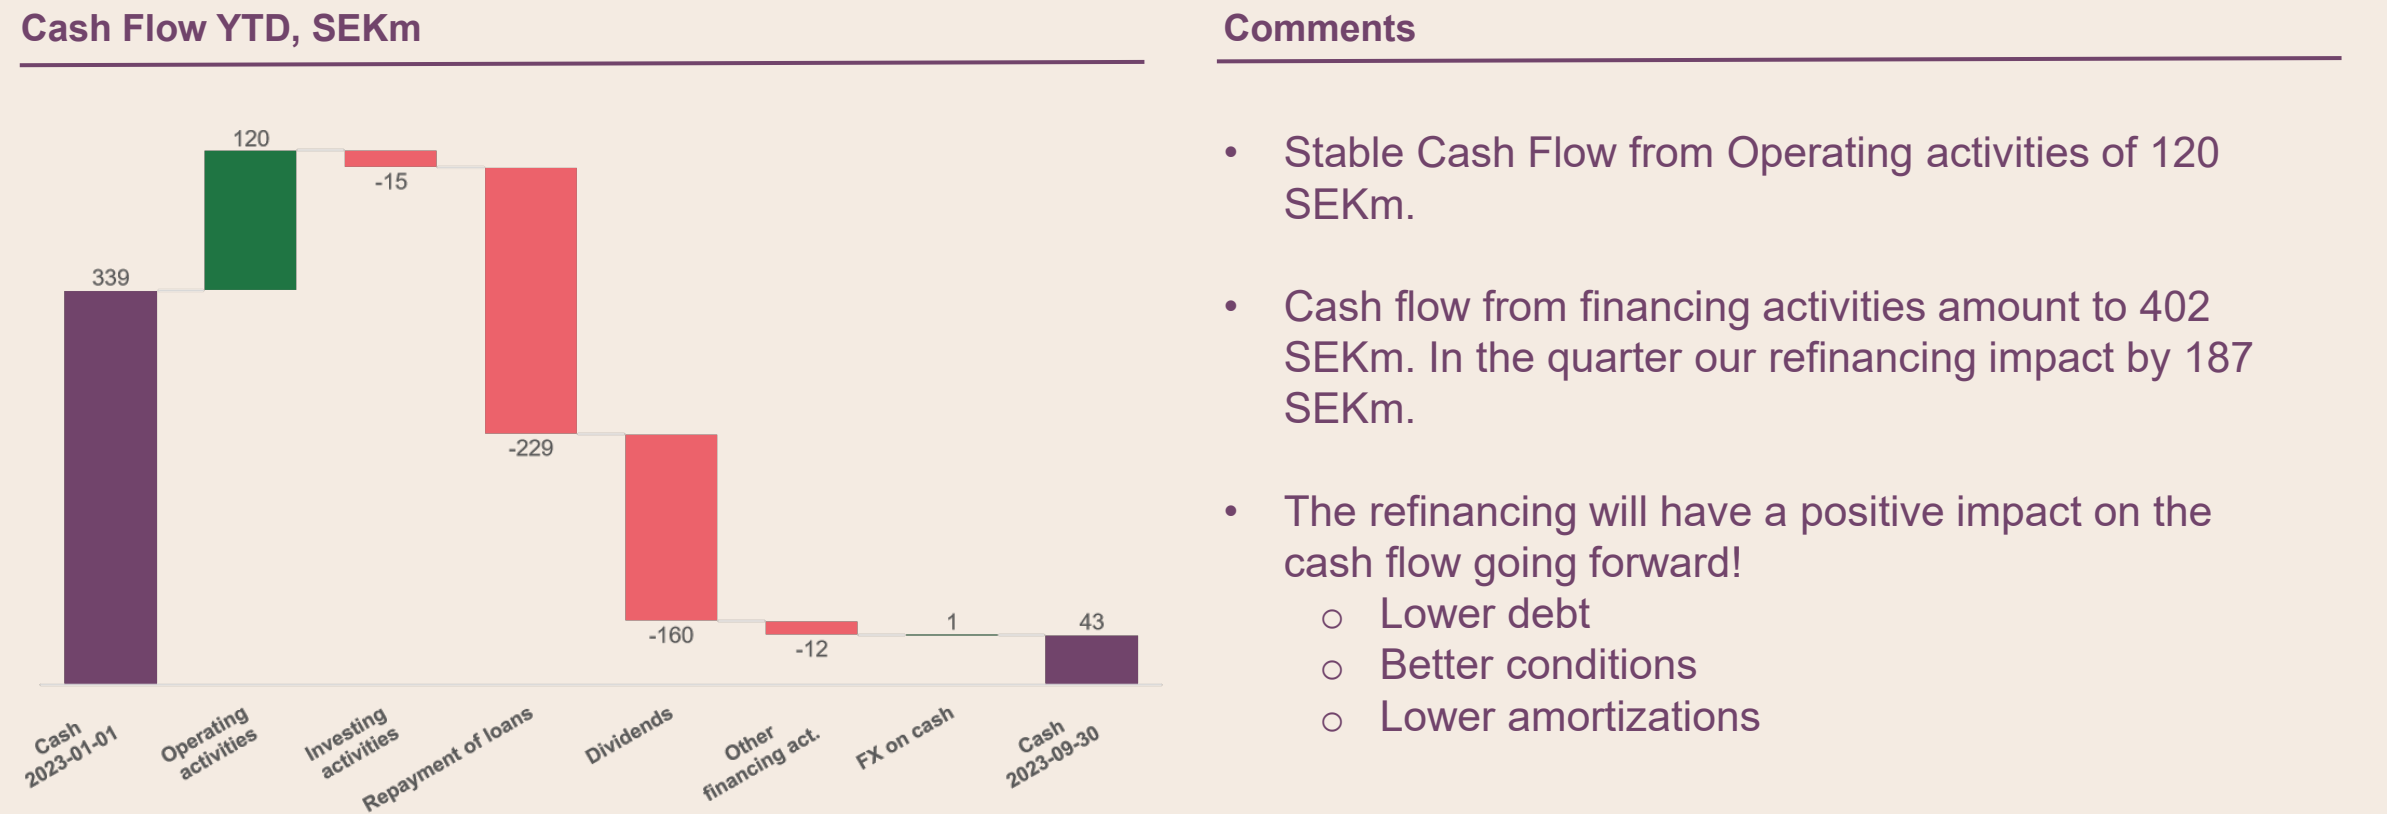 Cash Flow YTD, SEKm
339
120
-15
-229
-160
-12
1
43
Cash
2023-01-01
Operating
activities
Investing
activities
Repayment of loans
Dividends
Other
financing act.
FX on cash
Cash
2023-09-30
Comments
• Stable Cash Flow from Operating activities of 120
SEKm.
• Cash flow from financing activities amount to 402
SEKm. In the quarter our refinancing impact by 187
SEKm.
• The refinancing will have a positive impact on the
cash flow going forward!
o Lower debt
o Better conditions
o Lower amortizations